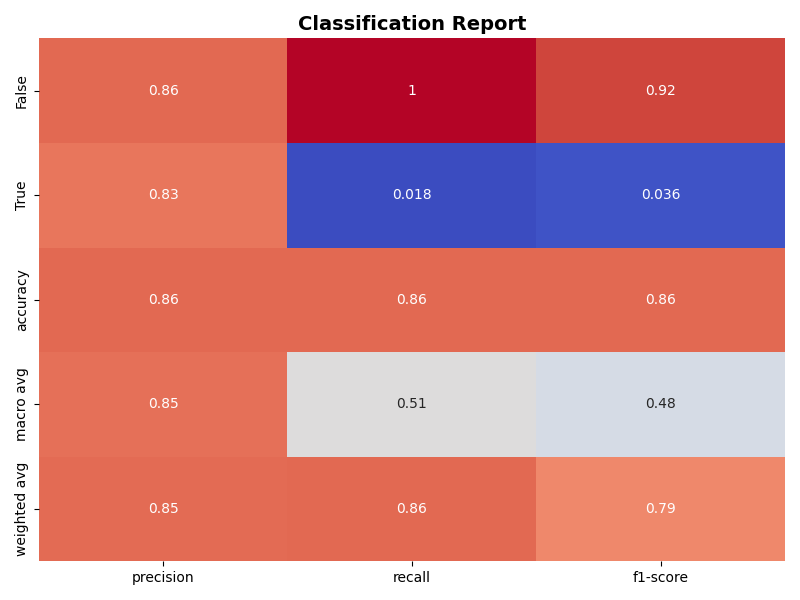 Classification Report
False 0.86 1 0.92
True 0.83 0.018 0.036
accuracy 0.86 0.86 0.86
macro avg 0.85 0.51 0.48
weighted avg 0.85 0.86 0.79
precision recall f1-score